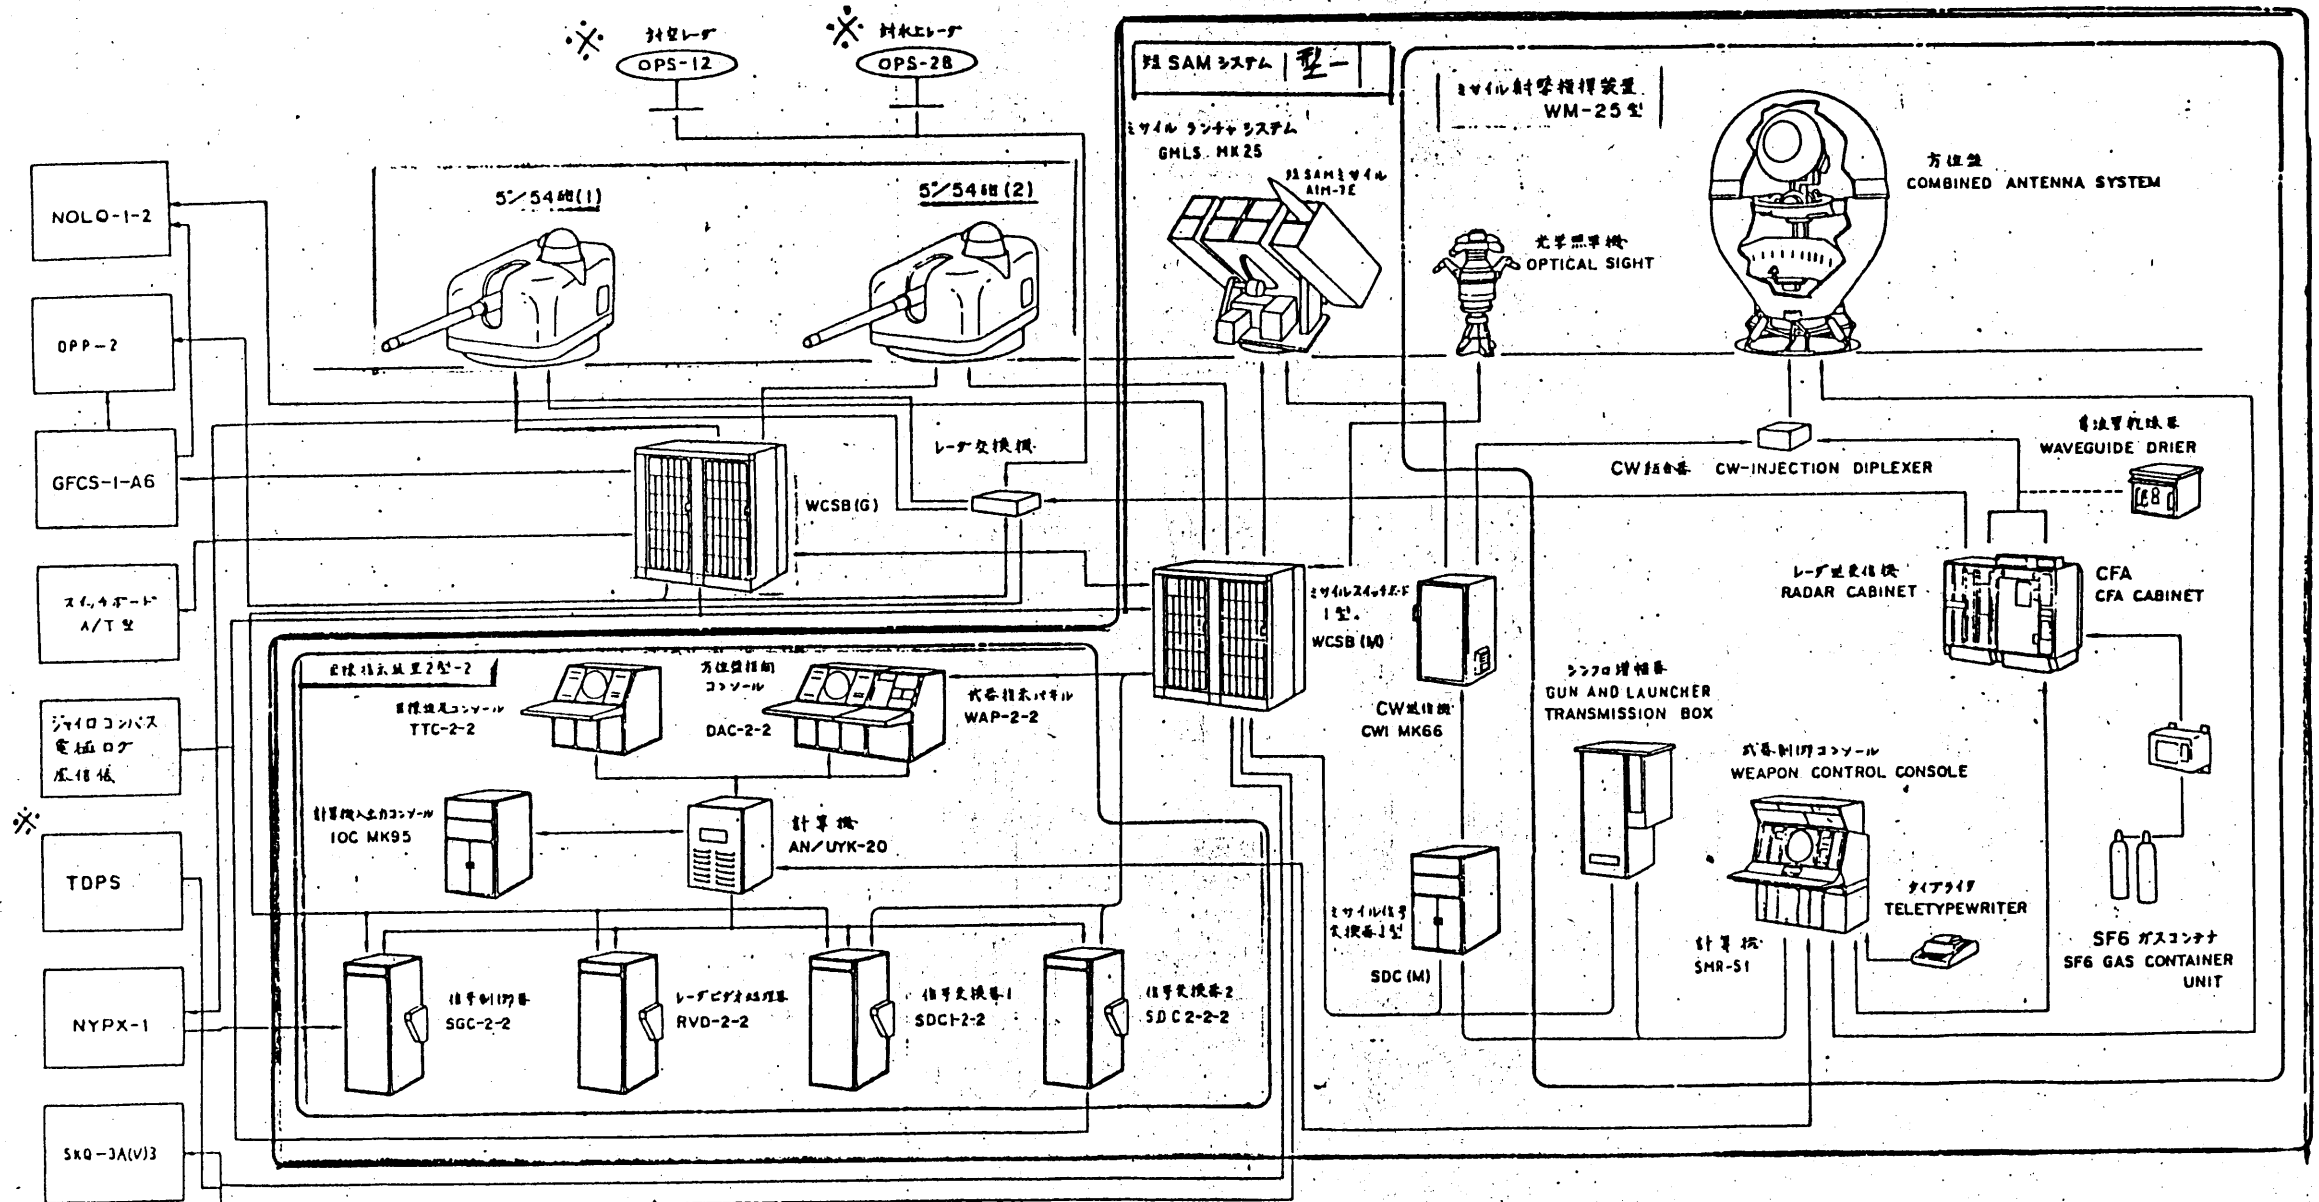 ※
対空レーダ
OPS-12
※
対水上レーダ
OPS-28
短SAMシステム 型一
ミサイル射撃指揮装置
WM-25型
ミサイル ランチャ システム
GMLS MK25
短SAMミサイル
AIM-7E
方位盤
COMBINED ANTENNA SYSTEM
光学照準機
OPTICAL SIGHT
5"/54砲(1)
5"/54砲(2)
NOLQ-1-2
OPP-2
GFCS-1-A6
スイッチボード
A/T型
ジャイロコンパス
電磁ログ
風信儀
※
TDPS
NYPX-1
SKQ-3A(V)3
レーダ交換機
WCSB(G)
CW結合器 CW-INJECTION DIPLEXER
導波管乾燥器
WAVEGUIDE DRIER
レーダ送受信機
RADAR CABINET
CFA
CFA CABINET
ミサイルスイッチボード
1型
WCSB(M)
CW送信機
CWI MK66
シンクロ増幅器
GUN AND LAUNCHER
TRANSMISSION BOX
武器制御コンソール
WEAPON CONTROL CONSOLE
タイプライタ
TELETYPEWRITER
計算機
SMR-S1
SF6 ガスコンテナ
SF6 GAS CONTAINER
UNIT
ミサイル信号
変換器1型
SDC(M)
目標指示装置2型-2
目標設定コンソール
TTC-2-2
方位盤指向
コンソール
DAC-2-2
武器指示パネル
WAP-2-2
計算機入出力コンソール
IOC MK95
計算機
AN/UYK-20
信号制御器
SGC-2-2
レーダビデオ処理器
RVD-2-2
信号変換器1
SDC1-2-2
信号変換器2
SDC2-2-2